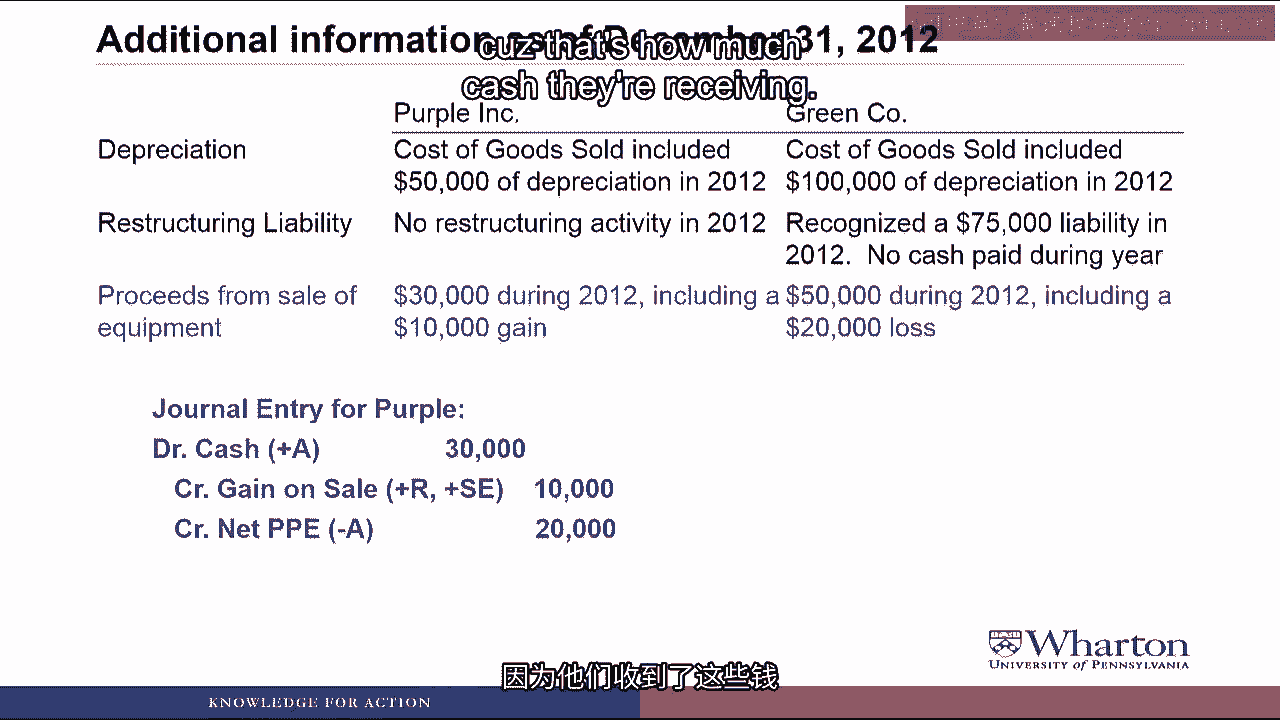 Additional information as of December 31, 2012
cuz that's how much
cash they're receiving.
Purple Inc. Green Co.
Depreciation Cost of Goods Sold included Cost of Goods Sold included
$50,000 of depreciation in 2012 $100,000 of depreciation in 2012
Restructuring Liability No restructuring activity in 2012 Recognized a $75,000 liability in
2012. No cash paid during year
Proceeds from sale of $30,000 during 2012, including a $50,000 during 2012, including a
equipment $10,000 gain $20,000 loss
Journal Entry for Purple:
Dr. Cash (+A) 30,000
Cr. Gain on Sale (+R, +SE) 10,000
Cr. Net PPE (-A) 20,000
Wharton
UNIVERSITY of PENNSYLVANIA
因为他们收到了这些钱
KNOWLEDGE FOR ACTION